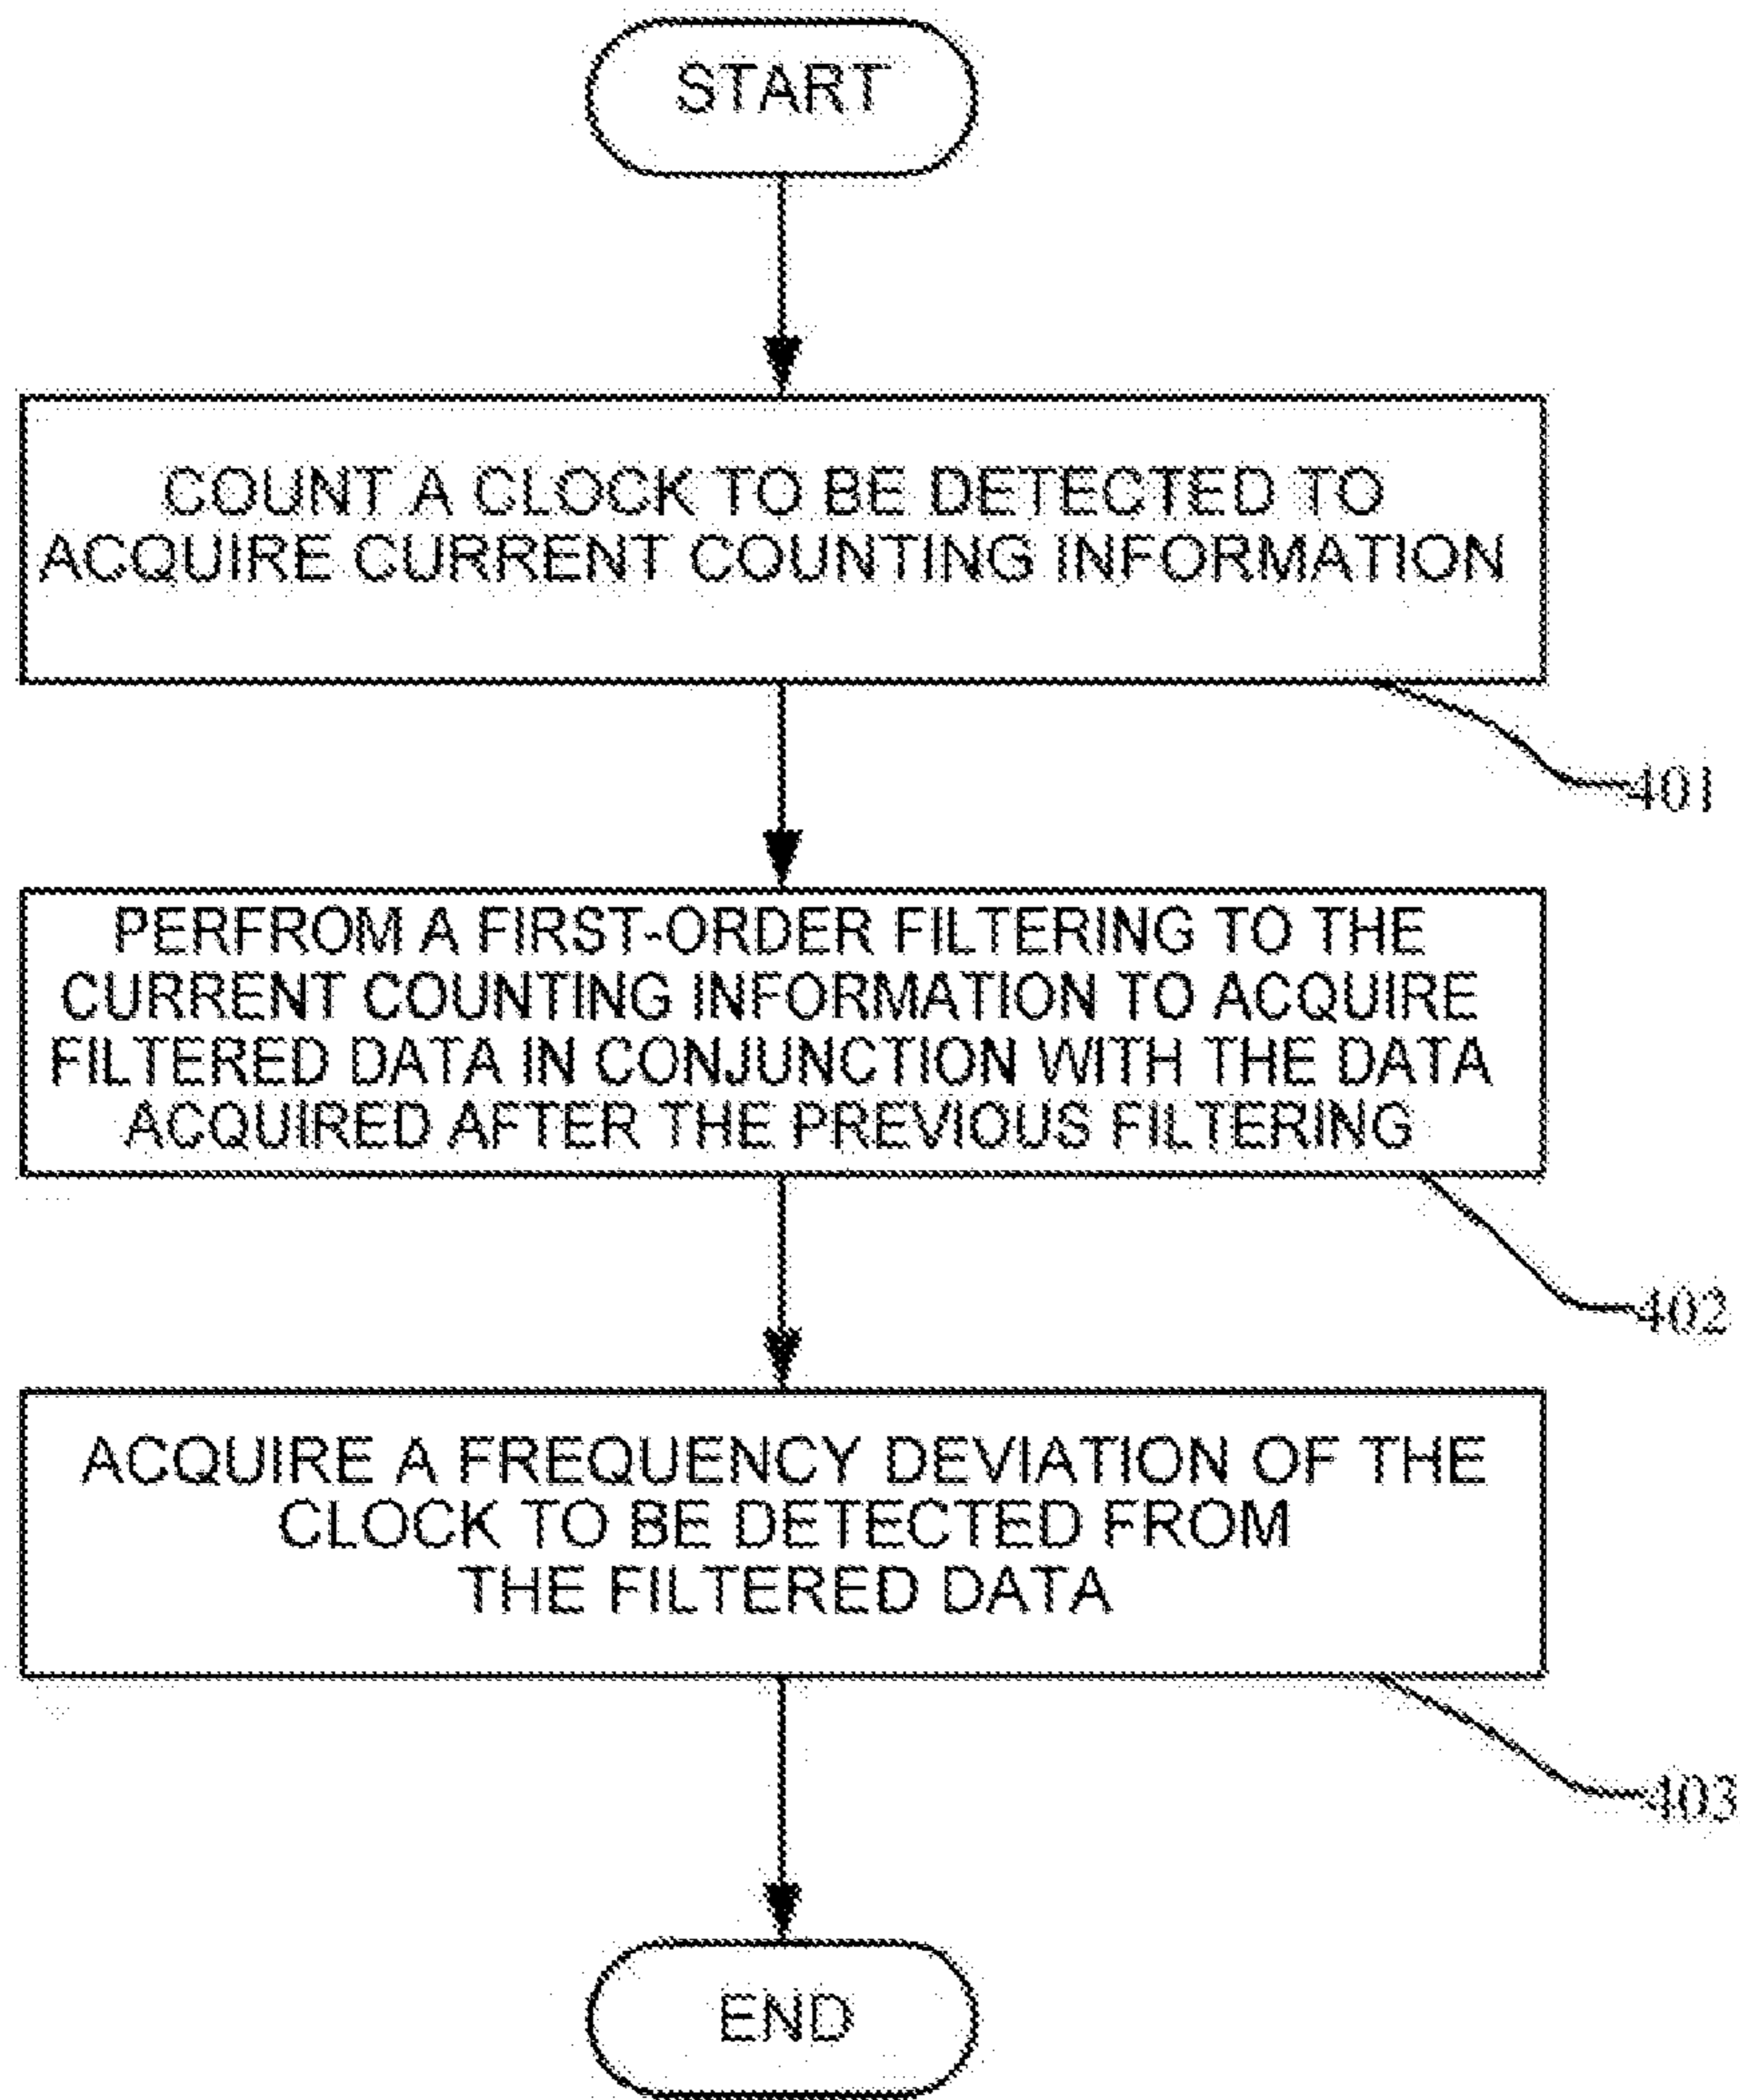 START
COUNT A CLOCK TO BE DETECTED TO
ACQUIRE CURRENT COUNTING INFORMATION
401
PERFROM A FIRST-ORDER FILTERING TO THE
CURRENT COUNTING INFORMATION TO ACQUIRE
FILTERED DATA IN CONJUNCTION WITH THE DATA
ACQUIRED AFTER THE PREVIOUS FILTERING
402
ACQUIRE A FREQUENCY DEVIATION OF THE
CLOCK TO BE DETECTED FROM
THE FILTERED DATA
403
END